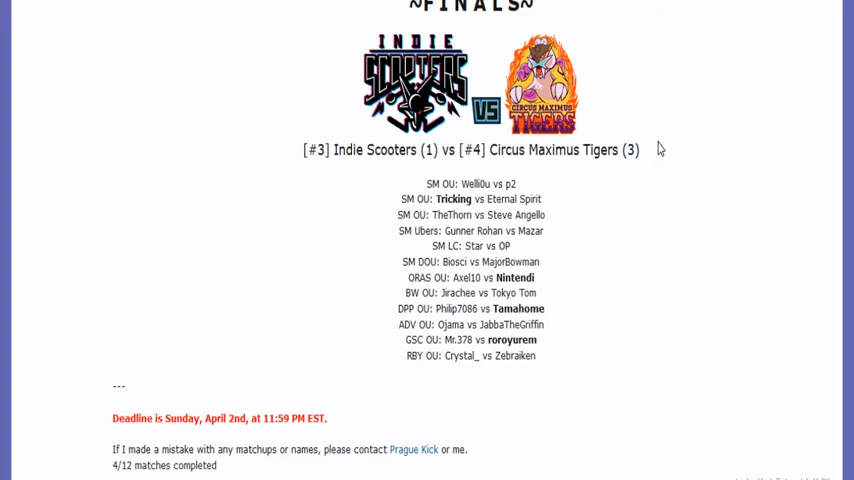 ~FINALS~
INDIE
SCOOTERS
VS
CIRCUS MAXIMUS
TIGERS
[#3] Indie Scooters (1) vs [#4] Circus Maximus Tigers (3)
SM OU: Welli0u vs p2
SM OU: Tricking vs Eternal Spirit
SM OU: TheThorn vs Steve Angello
SM Ubers: Gunner Rohan vs Mazar
SM LC: Star vs OP
SM DOU: Biosci vs MajorBowman
ORAS OU: Axel10 vs Nintendi
BW OU: Jirachee vs Tokyo Tom
DPP OU: Philip7086 vs Tamahome
ADV OU: Ojama vs JabbaTheGriffin
GSC OU: Mr.378 vs roroyurem
RBY OU: Crystal_ vs Zebraiken
---
Deadline is Sunday, April 2nd, at 11:59 PM EST.
If I made a mistake with any matchups or names, please contact Prague Kick or me.
4/12 matches completed